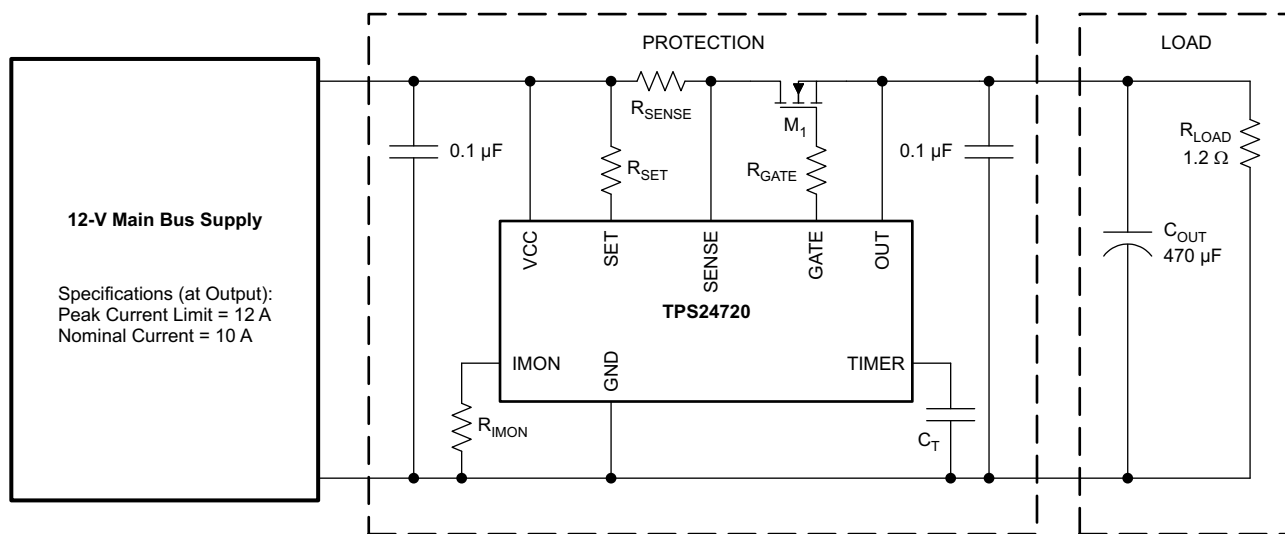 PROTECTION
LOAD
R_SENSE
M_1
R_LOAD
1.2 Ω
0.1 µF
R_SET
R_GATE
0.1 µF
12-V Main Bus Supply
VCC
SET
SENSE
GATE
OUT
C_OUT
470 µF
Specifications (at Output):
Peak Current Limit = 12 A
Nominal Current = 10 A
TPS24720
IMON
GND
TIMER
R_IMON
C_T